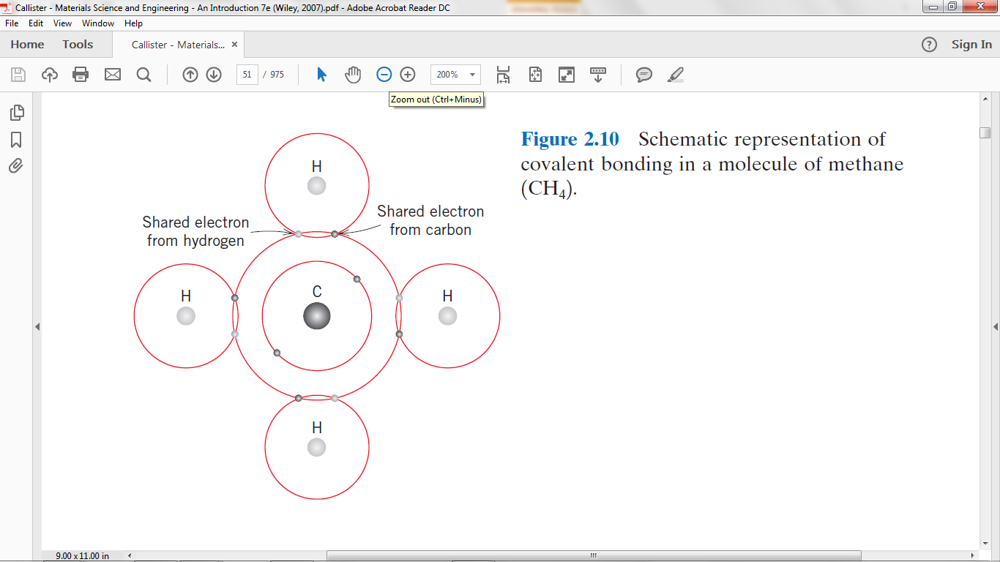 Callister - Materials Science and Engineering - An Introduction 7e (Wiley, 2007).pdf - Adobe Acrobat Reader DC
File Edit View Window Help
Home Tools Callister - Materials... × ? Sign In
51 / 975 200%
Zoom out (Ctrl+Minus)
Figure 2.10 Schematic representation of
covalent bonding in a molecule of methane
(CH₄).
H
Shared electron
from hydrogen
Shared electron
from carbon
H
C
H
H
9.00 x 11.00 in